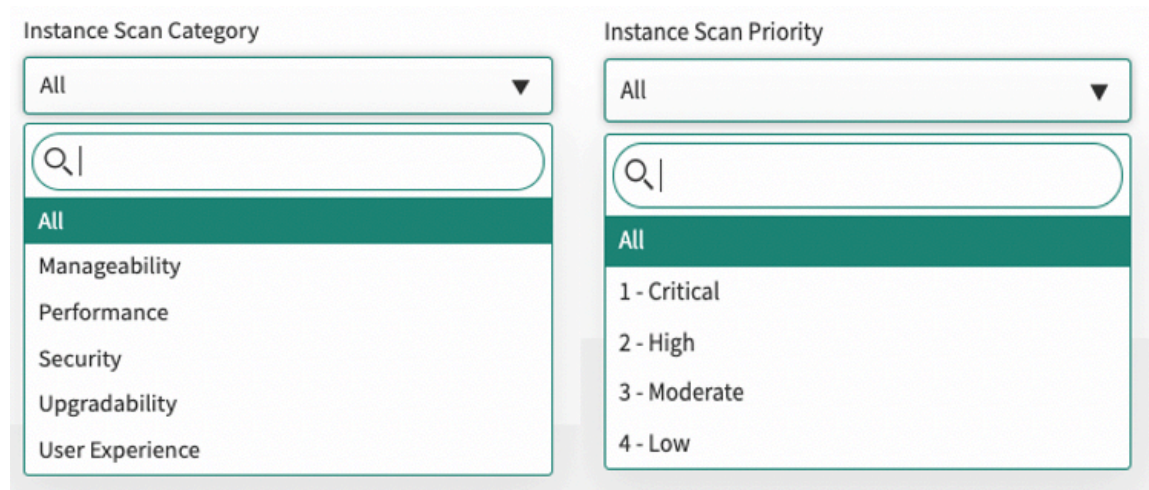 Instance Scan Category
All
All
Manageability
Performance
Security
Upgradability
User Experience
Instance Scan Priority
All
All
1 - Critical
2 - High
3 - Moderate
4 - Low